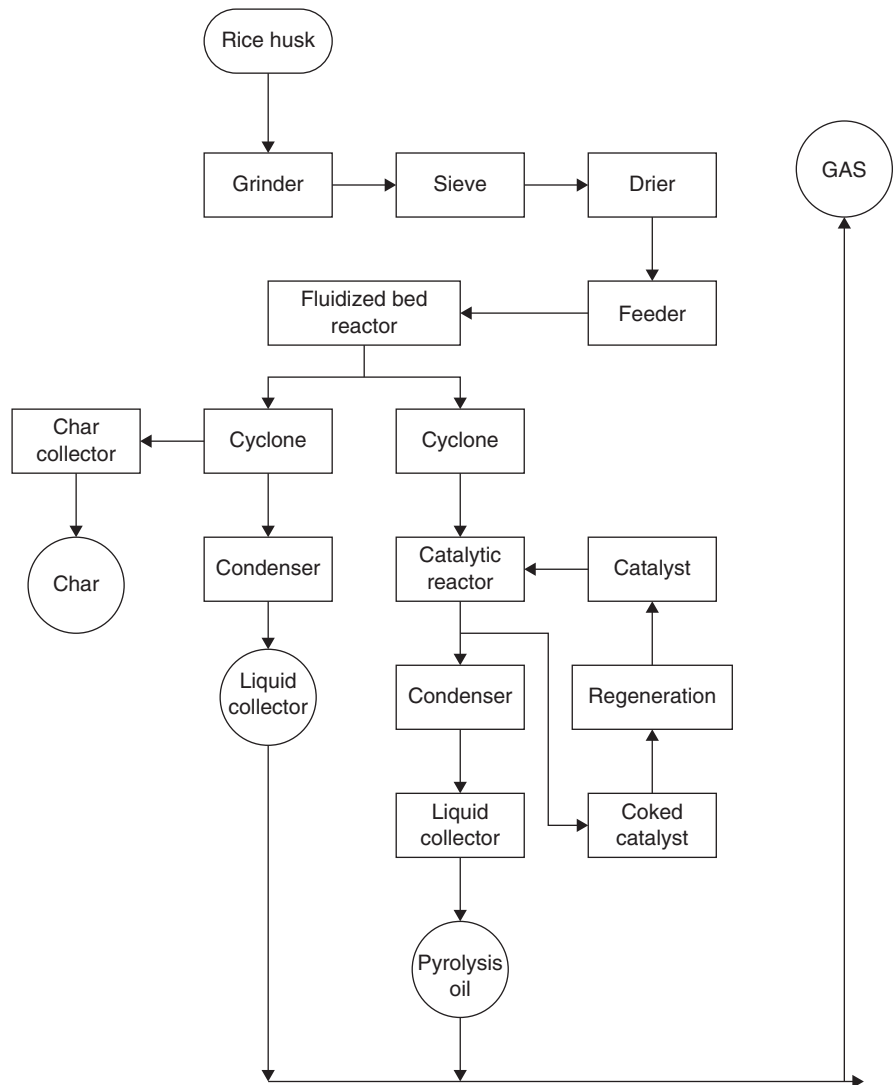 Rice husk
Grinder
Sieve
Drier
GAS
Fluidized bed
reactor
Feeder
Char
collector
Cyclone
Cyclone
Char
Condenser
Catalytic
reactor
Catalyst
Liquid
collector
Condenser
Regeneration
Liquid
collector
Coked
catalyst
Pyrolysis
oil